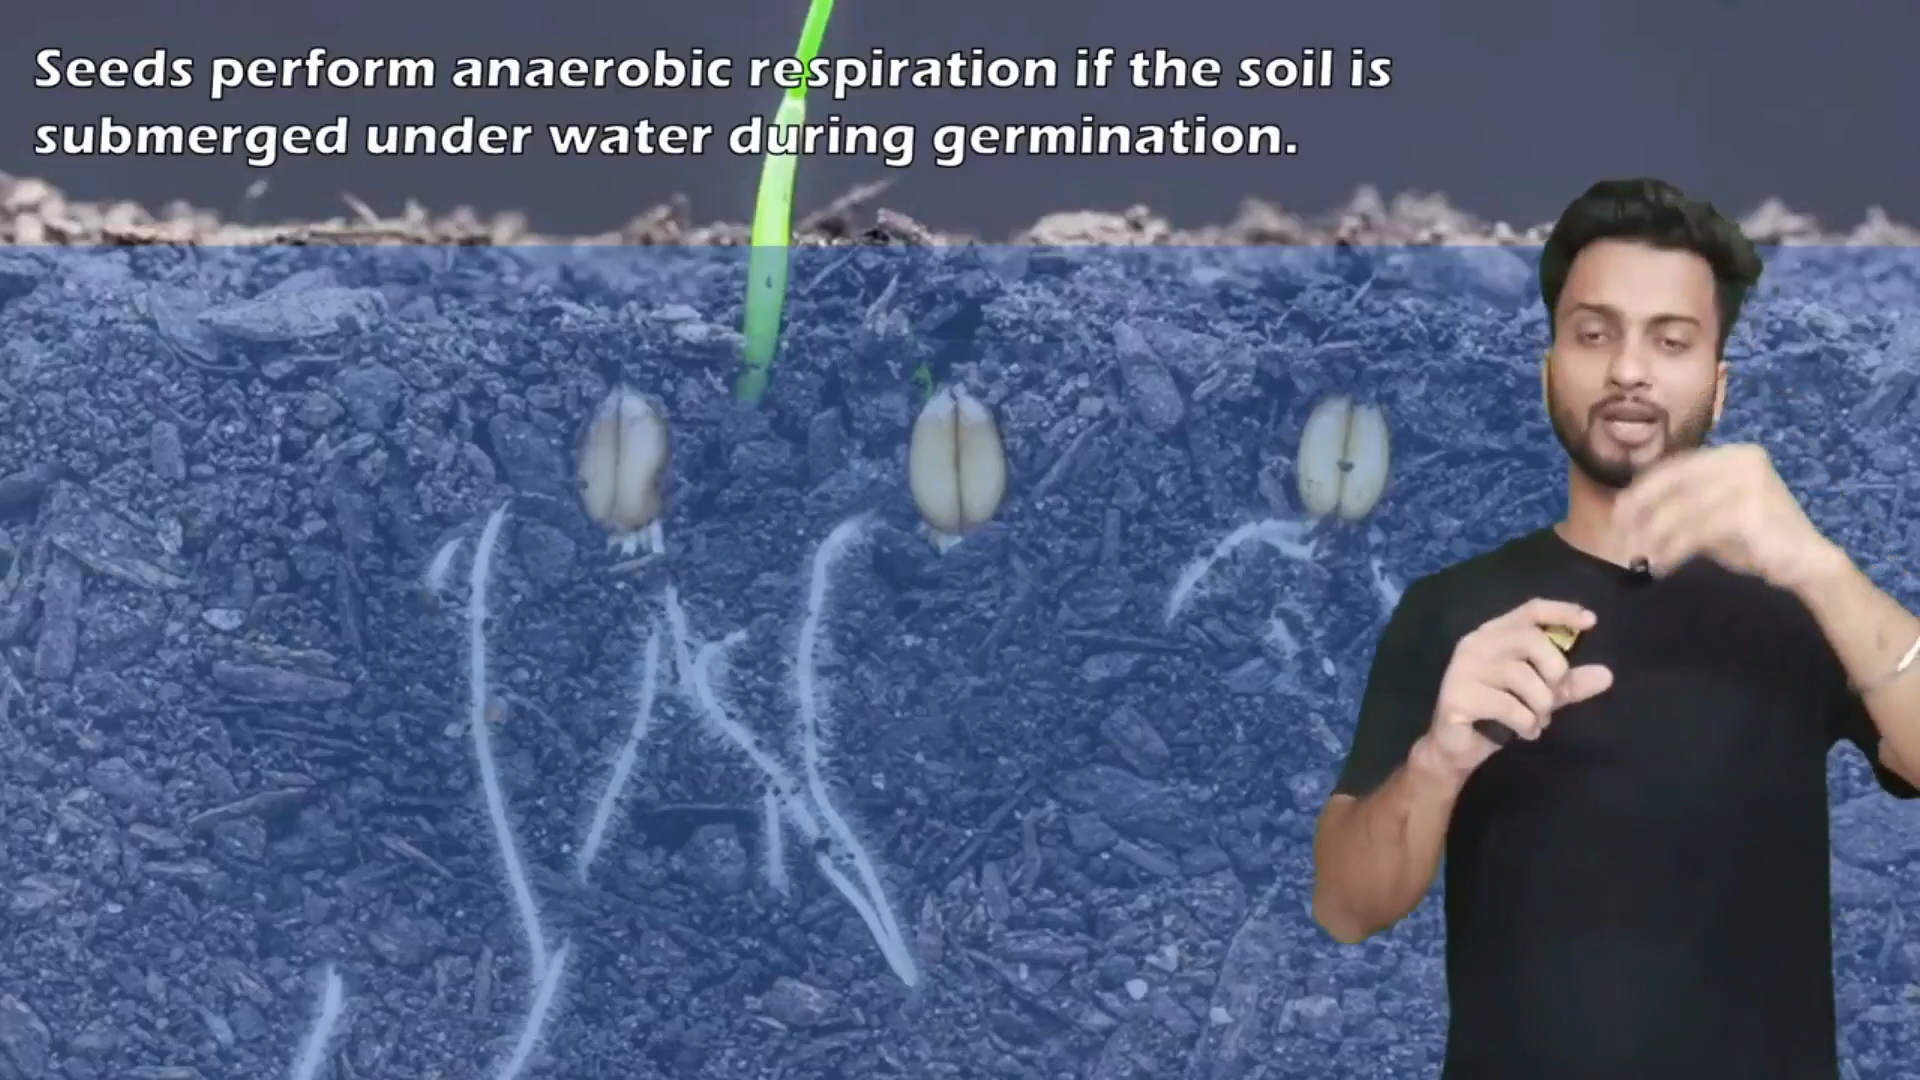 Seeds perform anaerobic respiration if the soil is
submerged under water during germination.